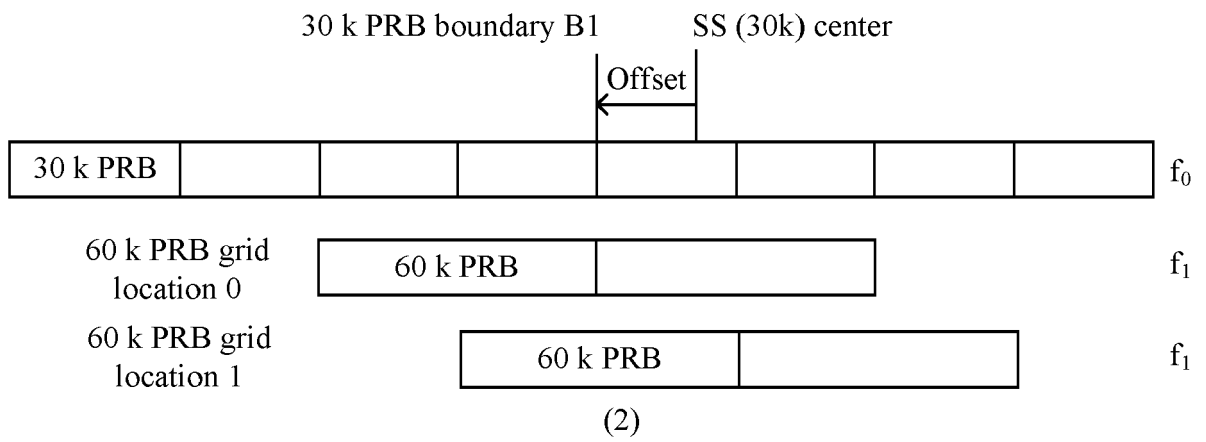 30 k PRB boundary B1
SS (30k) center
Offset
30 k PRB
f₀
60 k PRB grid
location 0
60 k PRB
f₁
60 k PRB grid
location 1
60 k PRB
f₁
(2)